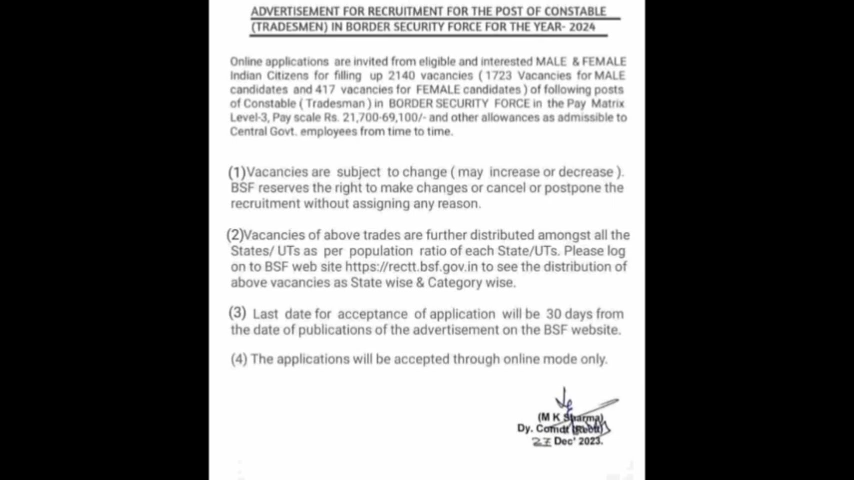 ADVERTISEMENT FOR RECRUITMENT FOR THE POST OF CONSTABLE
(TRADESMEN) IN BORDER SECURITY FORCE FOR THE YEAR- 2024
Online applications are invited from eligible and interested MALE & FEMALE
Indian Citizens for filling up 2140 vacancies (1723 Vacancies for MALE
candidates and 417 vacancies for FEMALE candidates) of following posts
of Constable (Tradesman) in BORDER SECURITY FORCE in the Pay Matrix
Level-3, Pay scale Rs. 21,700-69,100/- and other allowances as admissible to
Central Govt. employees from time to time.
(1)Vacancies are subject to change (may increase or decrease).
BSF reserves the right to make changes or cancel or postpone the
recruitment without assigning any reason.
(2)Vacancies of above trades are further distributed amongst all the
States/ UTs as per population ratio of each State/UTs. Please log
on to BSF web site https://rectt.bsf.gov.in to see the distribution of
above vacancies as State wise & Category wise.
(3) Last date for acceptance of application will be 30 days from
the date of publications of the advertisement on the BSF website.
(4) The applications will be accepted through online mode only.
(M K Sharma)
Dy. Comdt (Rectt)
27 Dec' 2023.